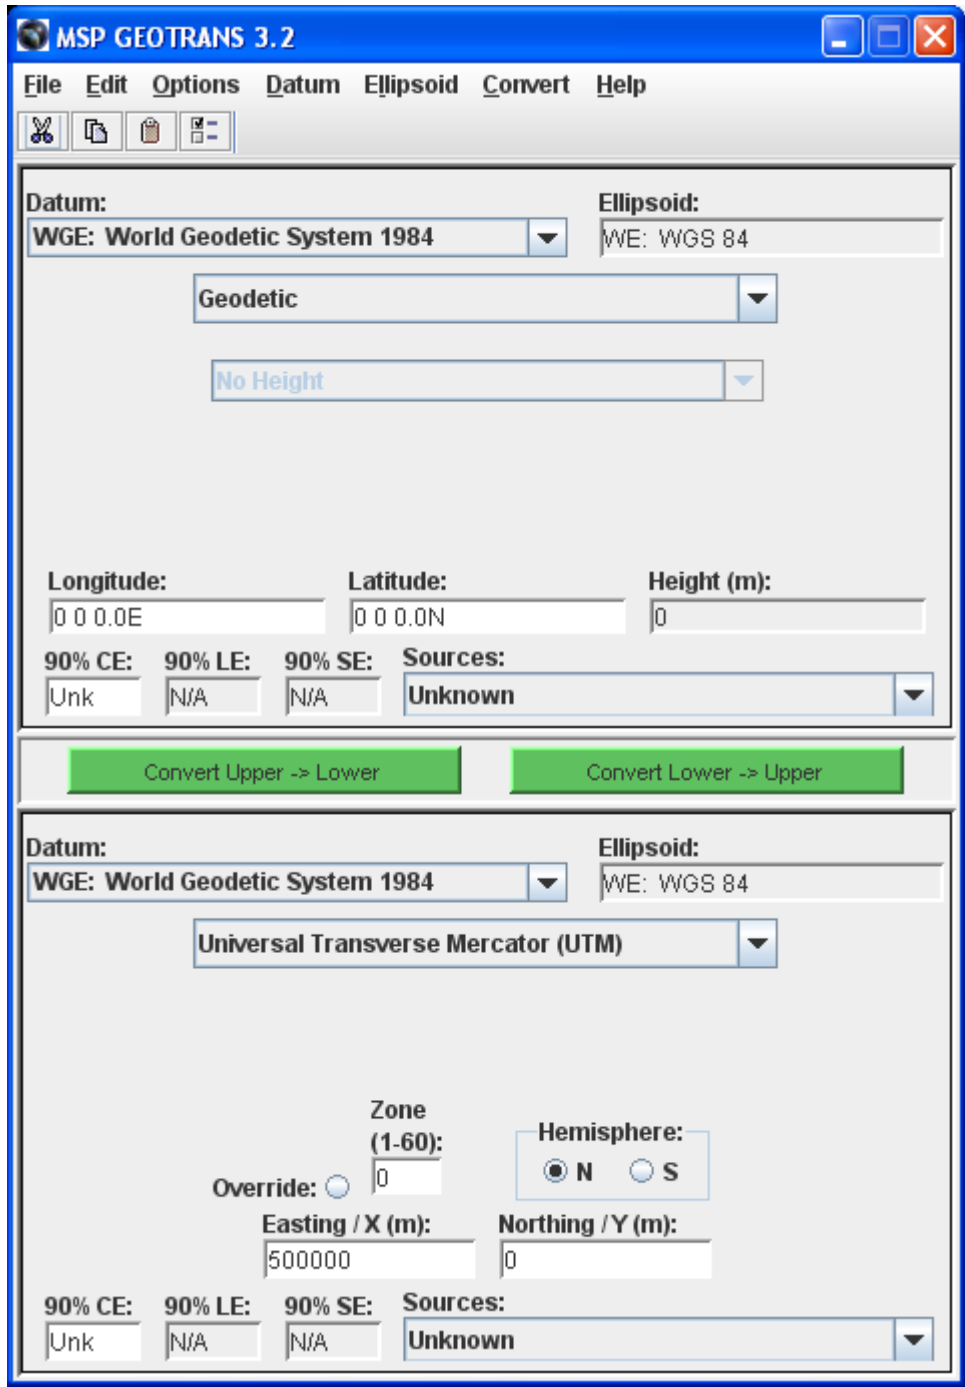 MSP GEOTRANS 3.2
File Edit Options Datum Ellipsoid Convert Help
Datum: Ellipsoid:
WGE: World Geodetic System 1984 WE: WGS 84
Geodetic
No Height
Longitude: Latitude: Height (m):
0 0 0.0E 0 0 0.0N 0
90% CE: 90% LE: 90% SE: Sources:
Unk N/A N/A Unknown
Convert Upper -> Lower Convert Lower -> Upper
Datum: Ellipsoid:
WGE: World Geodetic System 1984 WE: WGS 84
Universal Transverse Mercator (UTM)
Zone
(1-60): Hemisphere:
Override: 0 N S
Easting / X (m): Northing / Y (m):
500000 0
90% CE: 90% LE: 90% SE: Sources:
Unk N/A N/A Unknown